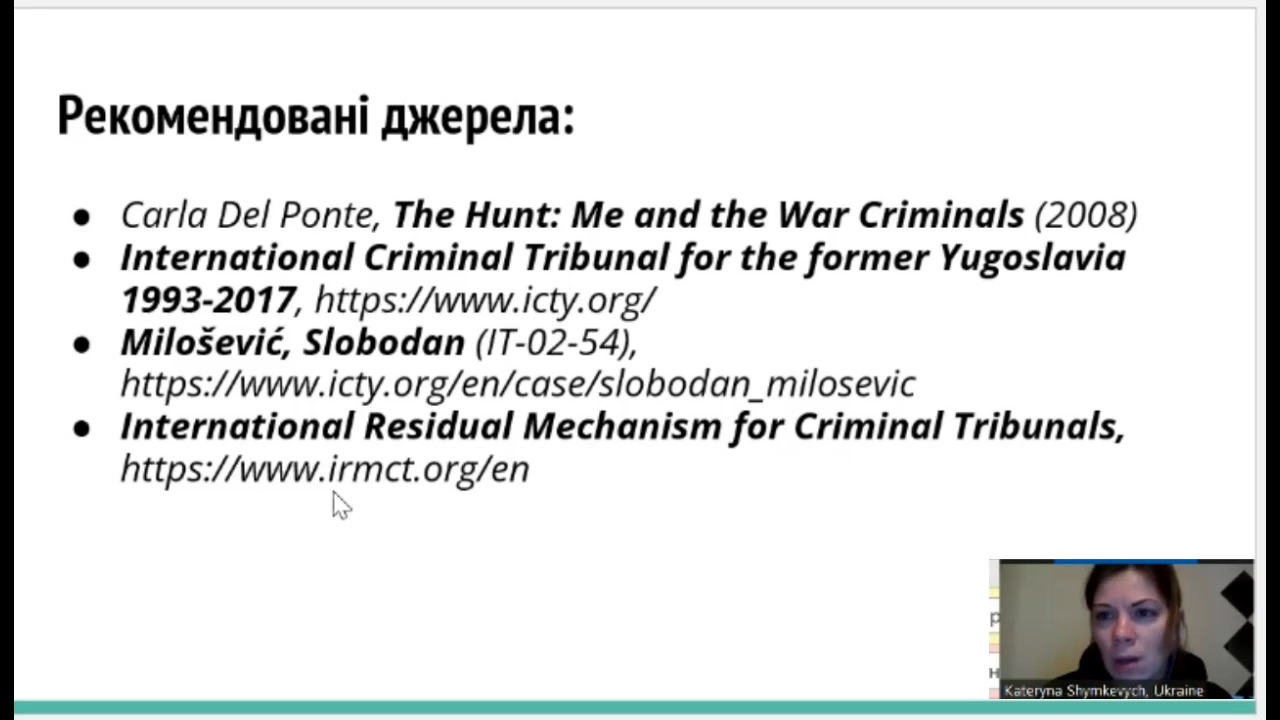 Рекомендовані джерела:
● Carla Del Ponte, The Hunt: Me and the War Criminals (2008)
● International Criminal Tribunal for the former Yugoslavia
1993-2017, https://www.icty.org/
● Milošević, Slobodan (IT-02-54),
https://www.icty.org/en/case/slobodan_milosevic
● International Residual Mechanism for Criminal Tribunals,
https://www.irmct.org/en
Kateryna Shymkevych, Ukraine